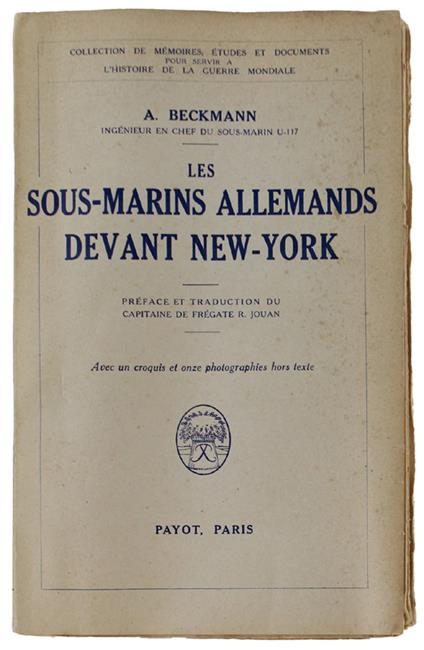 COLLECTION DE MÉMOIRES, ÉTUDES ET DOCUMENTS
POUR SERVIR A
L'HISTOIRE DE LA GUERRE MONDIALE
A. BECKMANN
INGÉNIEUR EN CHEF DU SOUS-MARIN U-117
LES
SOUS-MARINS ALLEMANDS
DEVANT NEW-YORK
PRÉFACE ET TRADUCTION DU
CAPITAINE DE FRÉGATE R. JOUAN
Avec un croquis et onze photographies hors texte
PAYOT, PARIS